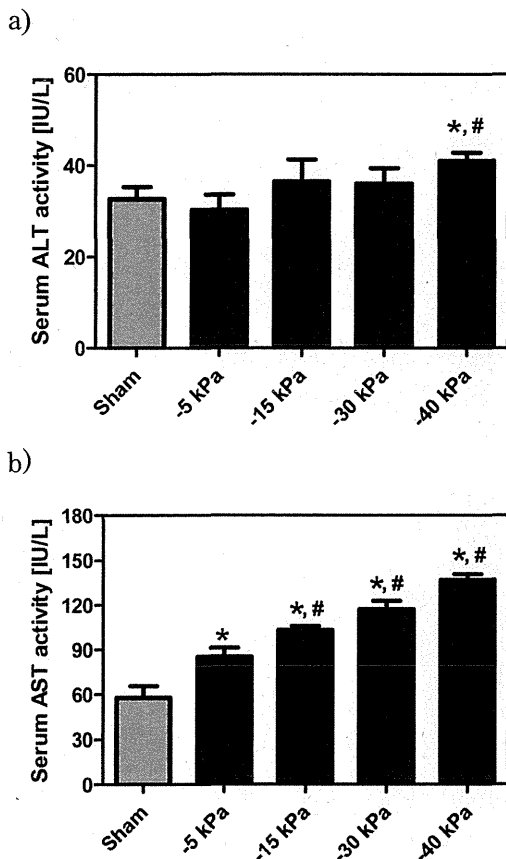 a)
Serum ALT activity [IU/L]
60
40
20
0
*, #
Sham
-5 kPa
-15 kPa
-30 kPa
-40 kPa
b)
Serum AST activity [IU/L]
180
150
120
90
60
30
0
*
*, #
*, #
*, #
Sham
-5 kPa
-15 kPa
-30 kPa
-40 kPa